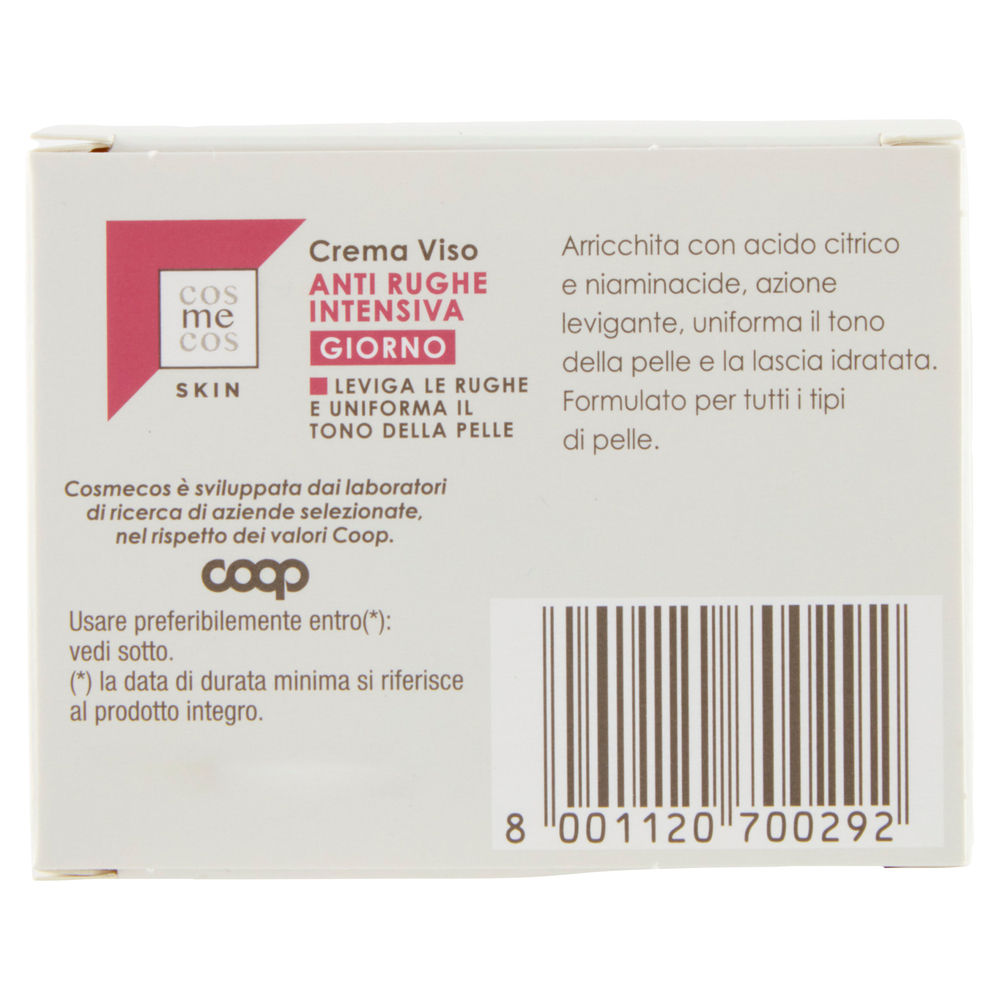 cos
me
cos
SKIN
Crema Viso
ANTI RUGHE
INTENSIVA
GIORNO
LEVIGA LE RUGHE
E UNIFORMA IL
TONO DELLA PELLE
Arricchita con acido citrico
e niaminacide, azione
levigante, uniforma il tono
della pelle e la lascia idratata.
Formulato per tutti i tipi
di pelle.
Cosmecos è sviluppata dai laboratori
di ricerca di aziende selezionate,
nel rispetto dei valori Coop.
coop
Usare preferibilmente entro(*):
vedi sotto.
(*) la data di durata minima si riferisce
al prodotto integro.
8 001120 700292